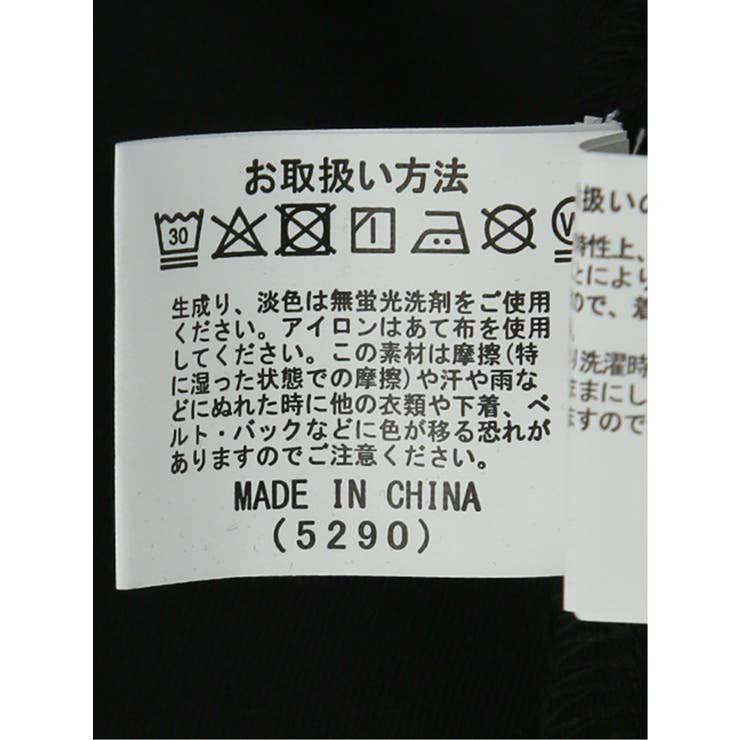 お取扱い方法
30
生成り、淡色は無蛍光洗剤をご使用
ください。アイロンはあて布を使用
してください。この素材は摩擦(特
に湿った状態での摩擦)や汗や雨な
どにぬれた時に他の衣類や下着、ベ
ルト・バックなどに色が移る恐れが
ありますのでご注意ください。
MADE IN CHINA
(5290)
扱いの
特性上、
とにより
ので、着
洗濯時
ままにし
ますので